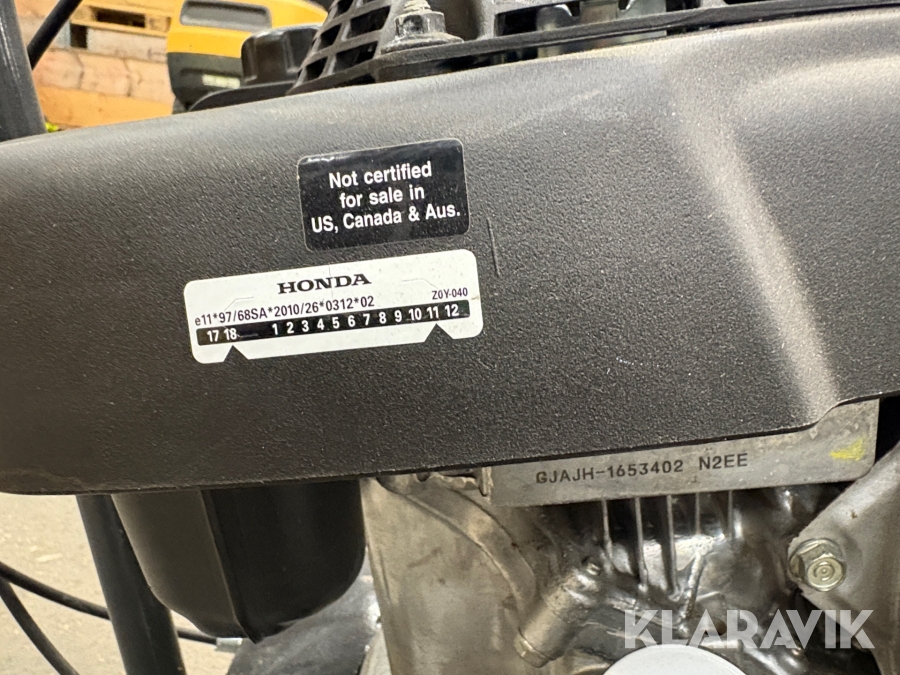 Not certified
for sale in
US, Canada & Aus.
HONDA
e11*97/68SA*2010/26*0312*02 Z0Y-040
17 18 1 2 3 4 5 6 7 8 9 10 11 12
GJAJH-1653402 N2EE
KLARAVIK